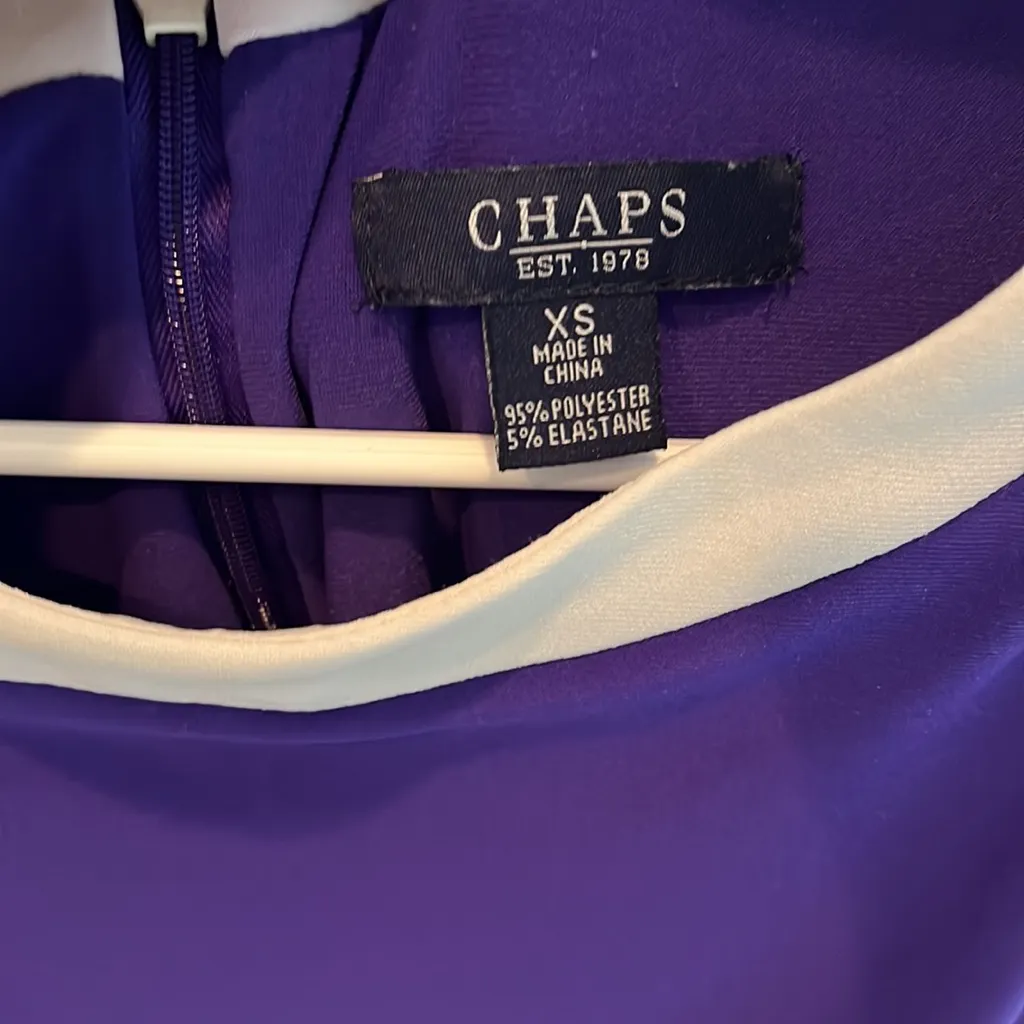 CHAPS
EST. 1978
XS
MADE IN
CHINA
95% POLYESTER
5% ELASTANE